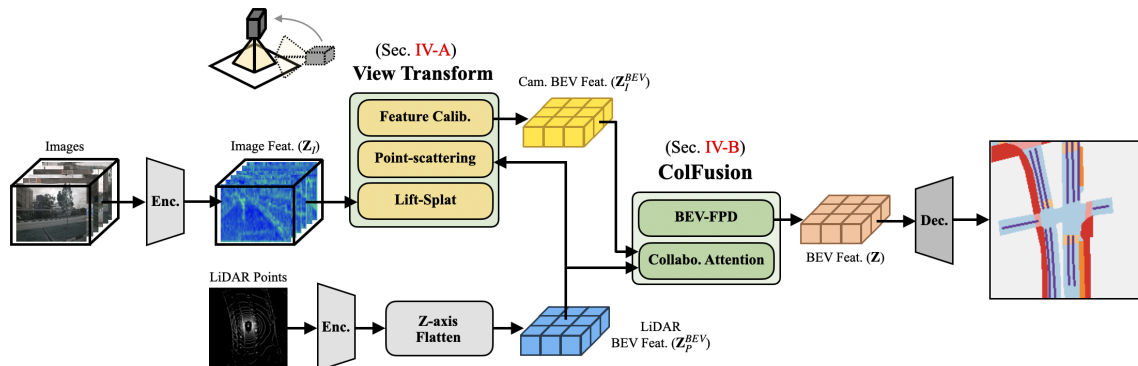 (Sec. IV-A)
View Transform
Cam. BEV Feat. (Z_I^{BEV})
Feature Calib.
Images
Image Feat. (Z_I)
Point-scattering
Enc.
Lift-Splat
(Sec. IV-B)
ColFusion
BEV-FPD
Collabo. Attention
Dec.
BEV Feat. (Z)
LiDAR Points
Enc.
Z-axis
Flatten
LiDAR
BEV Feat. (Z_P^{BEV})